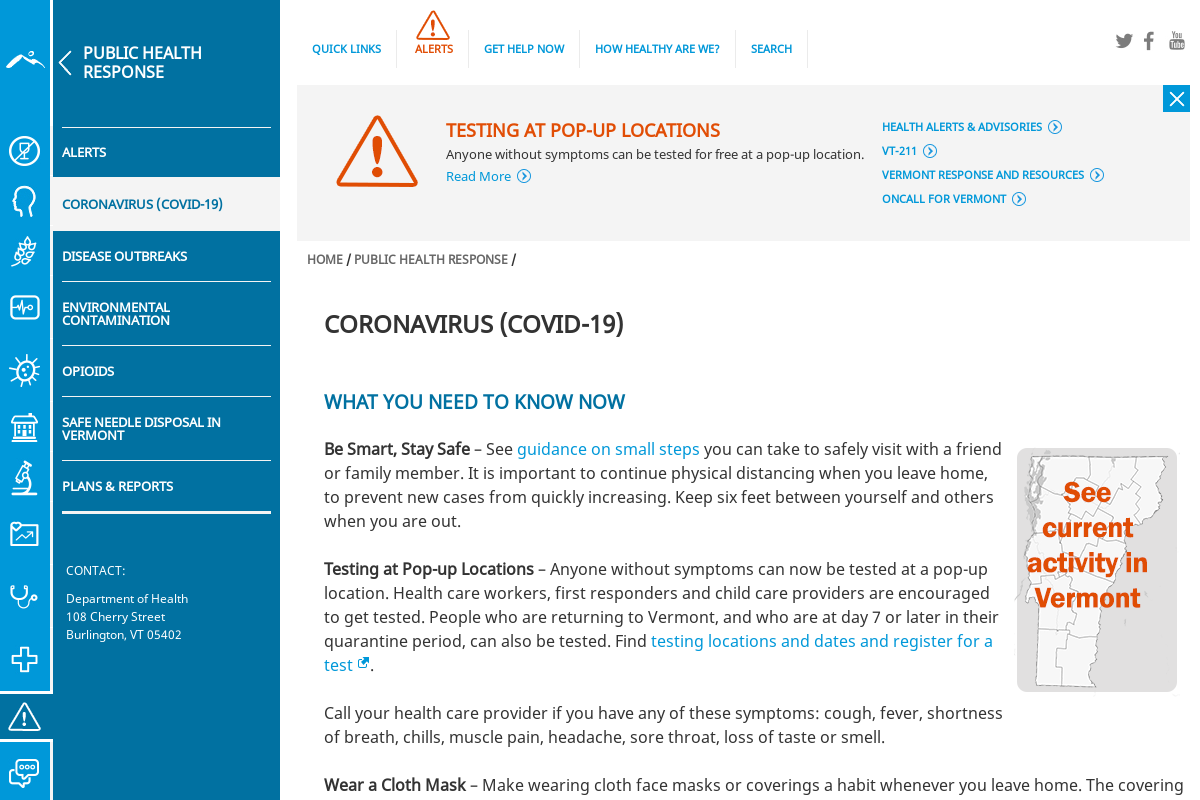 PUBLIC HEALTH
RESPONSE
ALERTS
CORONAVIRUS (COVID-19)
DISEASE OUTBREAKS
ENVIRONMENTAL
CONTAMINATION
OPIOIDS
SAFE NEEDLE DISPOSAL IN
VERMONT
PLANS & REPORTS
CONTACT:
Department of Health
108 Cherry Street
Burlington, VT 05402
QUICK LINKS
ALERTS
GET HELP NOW
HOW HEALTHY ARE WE?
SEARCH
You
Tube
TESTING AT POP-UP LOCATIONS
Anyone without symptoms can be tested for free at a pop-up location.
Read More
HEALTH ALERTS & ADVISORIES
VT-211
VERMONT RESPONSE AND RESOURCES
ONCALL FOR VERMONT
HOME / PUBLIC HEALTH RESPONSE /
CORONAVIRUS (COVID-19)
WHAT YOU NEED TO KNOW NOW
Be Smart, Stay Safe – See guidance on small steps you can take to safely visit with a friend
or family member. It is important to continue physical distancing when you leave home,
to prevent new cases from quickly increasing. Keep six feet between yourself and others
when you are out.
Testing at Pop-up Locations – Anyone without symptoms can now be tested at a pop-up
location. Health care workers, first responders and child care providers are encouraged
to get tested. People who are returning to Vermont, and who are at day 7 or later in their
quarantine period, can also be tested. Find testing locations and dates and register for a
test.
Call your health care provider if you have any of these symptoms: cough, fever, shortness
of breath, chills, muscle pain, headache, sore throat, loss of taste or smell.
Wear a Cloth Mask – Make wearing cloth face masks or coverings a habit whenever you leave home. The covering
See
current
activity in
Vermont